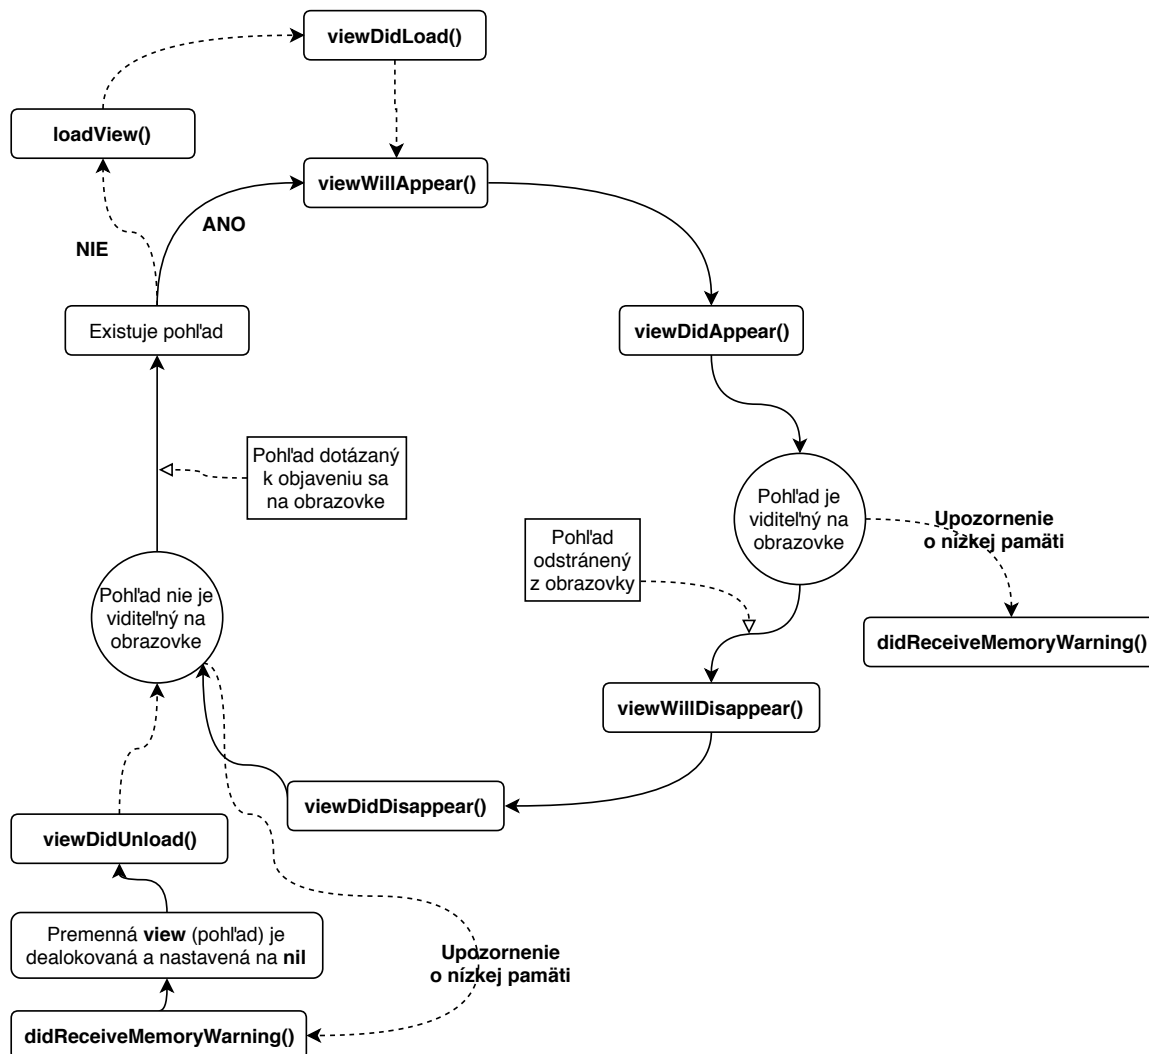 viewDidLoad()
loadView()
viewWillAppear()
ANO
NIE
Existuje pohľad
viewDidAppear()
Pohľad dotázaný
k objaveniu sa
na obrazovke
Pohľad je
viditeľný na
obrazovke
Upozornenie
o nízkej pamäti
Pohľad
odstránený
z obrazovky
Pohľad nie je
viditeľný na
obrazovke
didReceiveMemoryWarning()
viewWillDisappear()
viewDidDisappear()
viewDidUnload()
Premenná view (pohľad) je
dealokovaná a nastavená na nil
Upozornenie
o nízkej pamäti
didReceiveMemoryWarning()